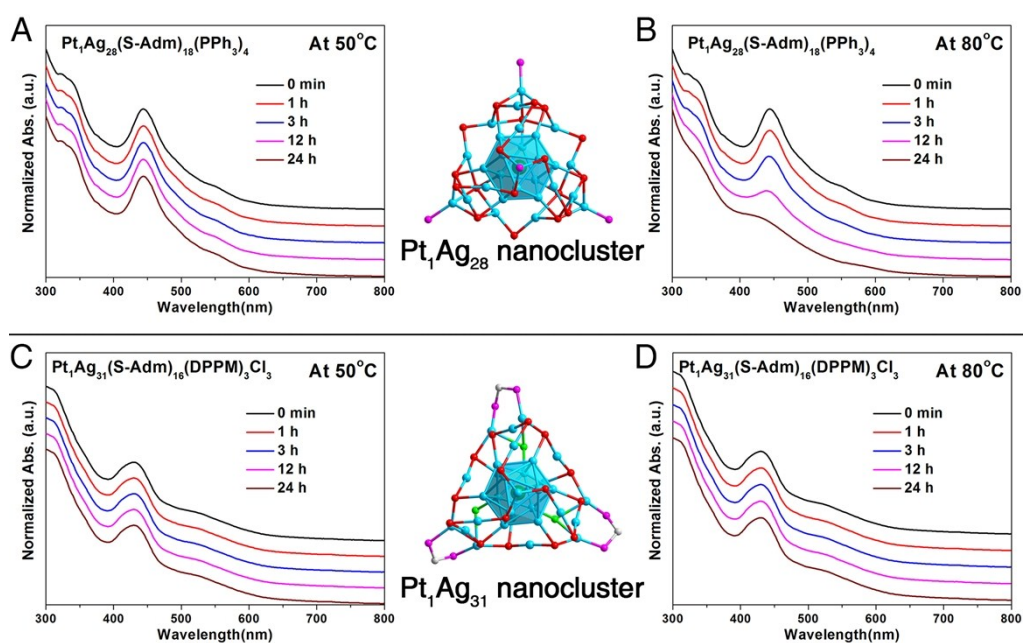 A
Pt₁Ag₂₈(S-Adm)₁₈(PPh₃)₄
At 50°C
0 min
1 h
3 h
12 h
24 h
Normalized Abs. (a.u.)
300 400 500 600 700 800
Wavelength(nm)
Pt₁Ag₂₈ nanocluster
B
Pt₁Ag₂₈(S-Adm)₁₈(PPh₃)₄
At 80°C
0 min
1 h
3 h
12 h
24 h
Normalized Abs. (a.u.)
300 400 500 600 700 800
Wavelength(nm)
C
Pt₁Ag₃₁(S-Adm)₁₆(DPPM)₃Cl₃
At 50°C
0 min
1 h
3 h
12 h
24 h
Normalized Abs. (a.u.)
300 400 500 600 700 800
Wavelength(nm)
Pt₁Ag₃₁ nanocluster
D
Pt₁Ag₃₁(S-Adm)₁₆(DPPM)₃Cl₃
At 80°C
0 min
1 h
3 h
12 h
24 h
Normalized Abs. (a.u.)
300 400 500 600 700 800
Wavelength(nm)